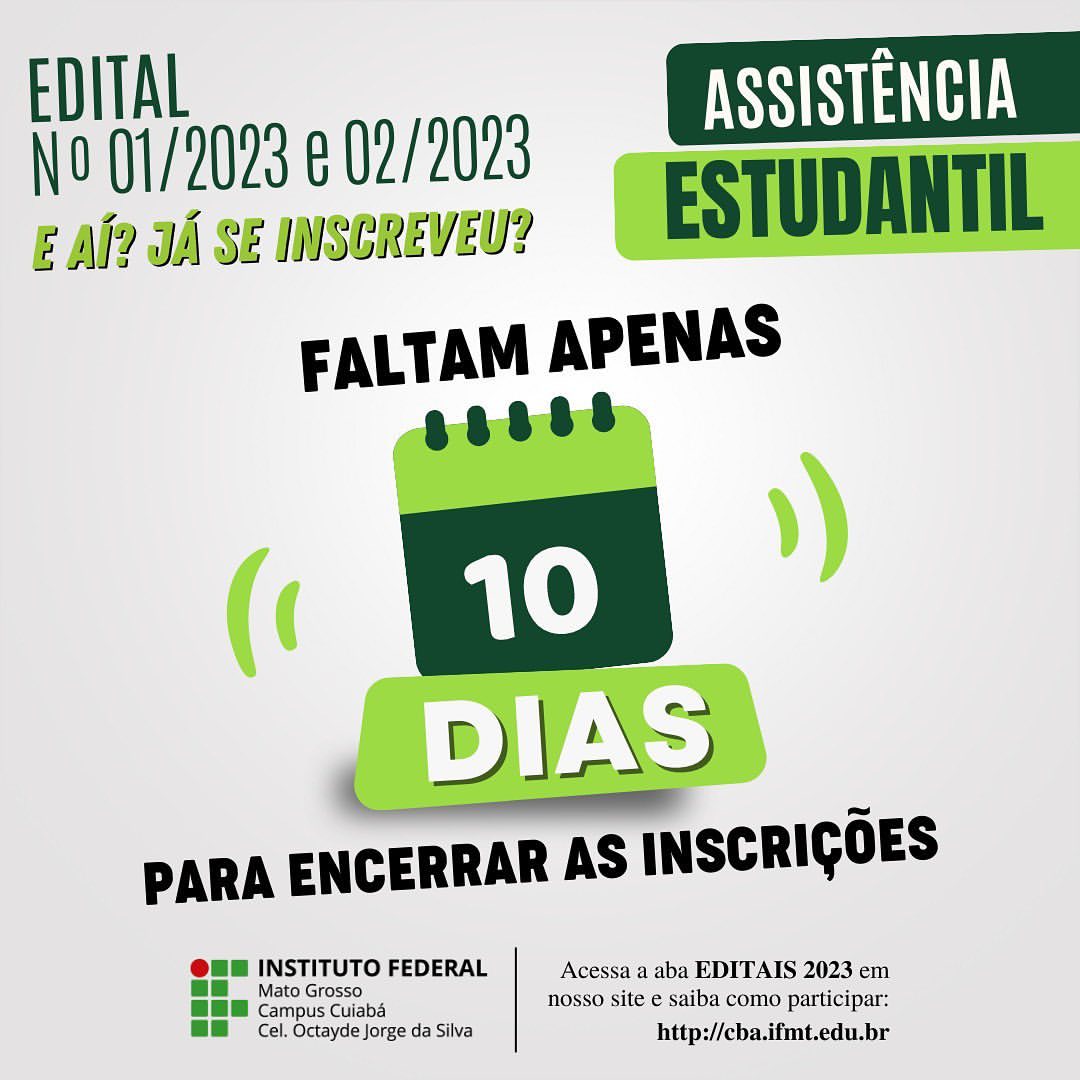 EDITAL
Nº 01/2023 e 02/2023
E AÍ? JÁ SE INSCREVEU?
ASSISTÊNCIA
ESTUDANTIL
FALTAM APENAS
10
DIAS
PARA ENCERRAR AS INSCRIÇÕES
INSTITUTO FEDERAL
Mato Grosso
Campus Cuiabá
Cel. Octayde Jorge da Silva
Acessa a aba EDITAIS 2023 em
nosso site e saiba como participar:
http://cba.ifmt.edu.br